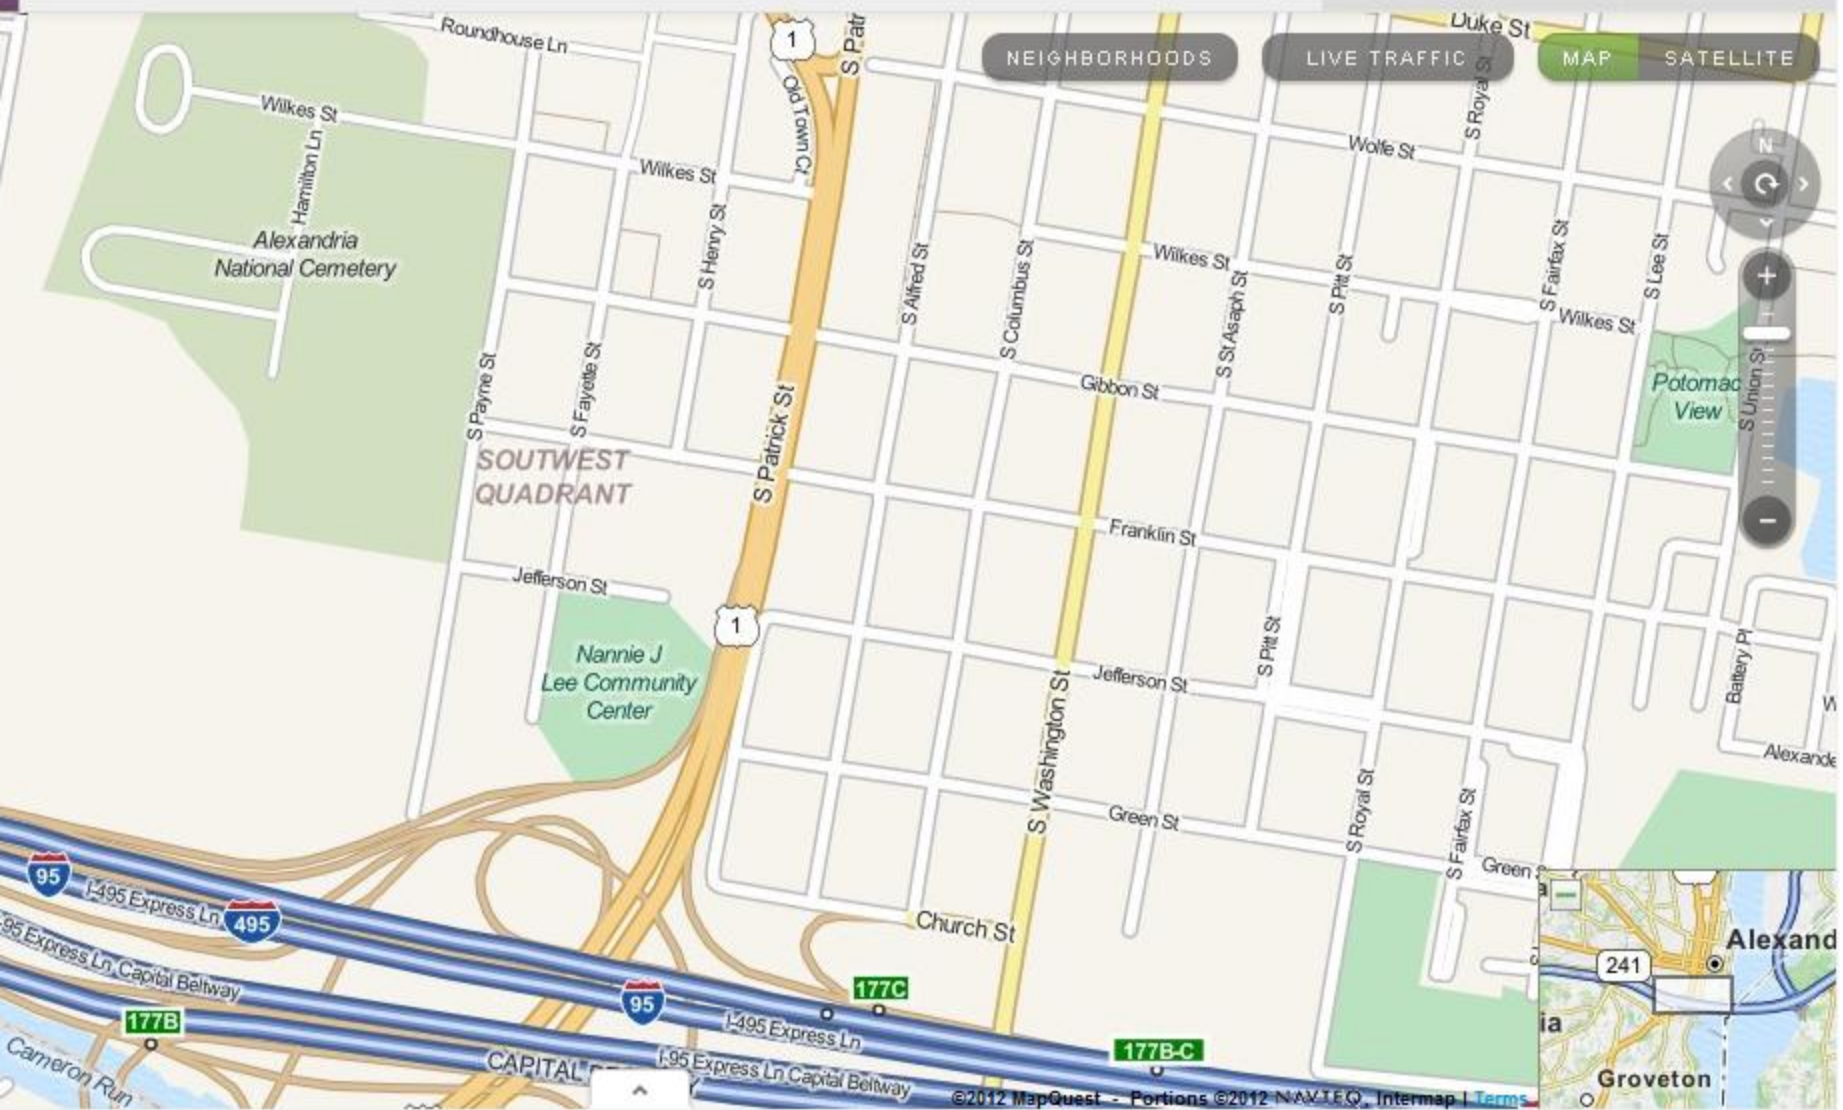 Roundhouse Ln
1
S Patr
Duke St
NEIGHBORHOODS
LIVE TRAFFIC
MAP
SATELLITE
Old Town Ct
S Royal St
Wilkes St
Hamilton Ln
Wilkes St
Wolfe St
N
Alexandria
National Cemetery
S Henry St
S Alfred St
S Columbus St
Wilkes St
S St Asaph St
S Pitt St
S Fairfax St
S Lee St
Wilkes St
S Payne St
S Fayette St
S Patrick St
Gibbon St
Potomac
View
S Union St
SOUTWEST
QUADRANT
Franklin St
Jefferson St
1
Nannie J
Lee Community
Center
S Pitt St
Jefferson St
Battery Pl
W
Alexande
S Washington St
Green St
S Royal St
S Fairfax St
Green S
95
I-495 Express Ln
495
Church St
-95 Express Ln Capital Beltway
177B
95
177C
I-495 Express Ln
177B-C
Cameron Run
CAPITAL BE
I-95 Express Ln Capital Beltway
Alexand
241
ia
Groveton
©2012 MapQuest - Portions ©2012 NAVTEQ, Intermap | Terms